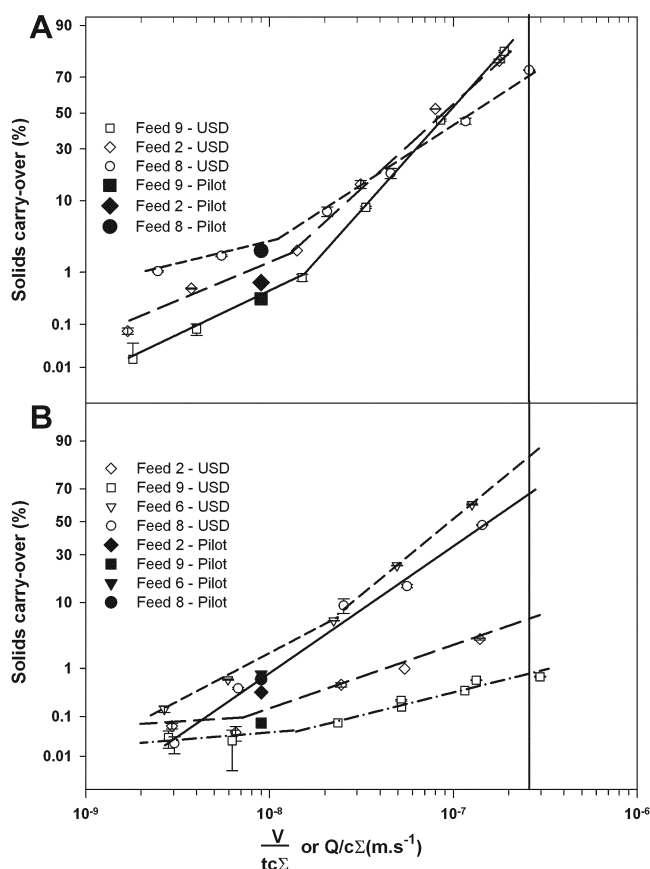 A
90
70
50
30
10
1
0.1
0.01
Solids carry-over (%)
Feed 9 - USD
Feed 2 - USD
Feed 8 - USD
Feed 9 - Pilot
Feed 2 - Pilot
Feed 8 - Pilot
B
90
70
50
30
10
1
0.1
0.01
Solids carry-over (%)
Feed 2 - USD
Feed 9 - USD
Feed 6 - USD
Feed 8 - USD
Feed 2 - Pilot
Feed 9 - Pilot
Feed 6 - Pilot
Feed 8 - Pilot
10⁻⁹ 10⁻⁸ 10⁻⁷ 10⁻⁶
V
tcΣ
or Q/cΣ(m.s⁻¹)